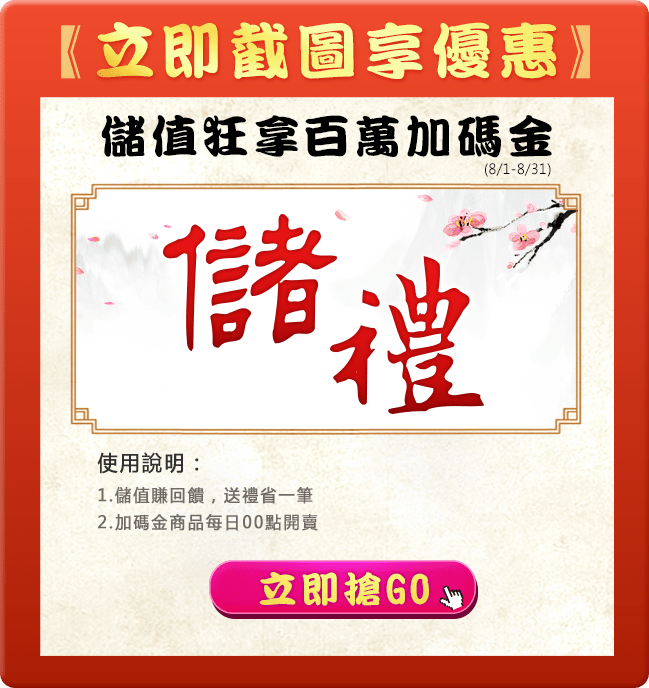 《立即截圖享優惠》
儲值狂拿百萬加碼金
(8/1-8/31)
儲
禮
使用說明：
1.儲值賺回饋，送禮省一筆
2.加碼金商品每日00點開賣
立即搶GO